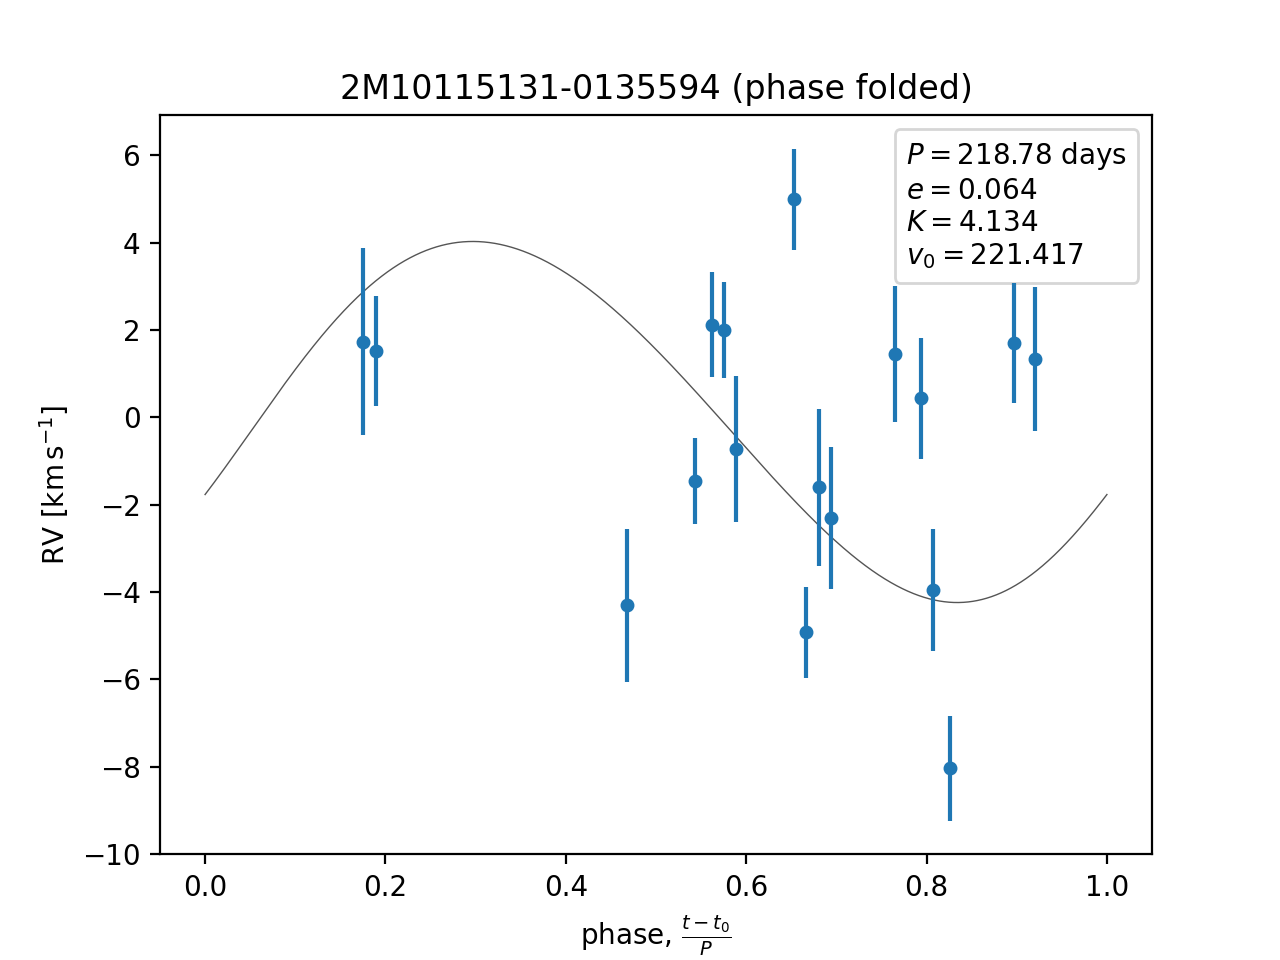 2M10115131-0135594 (phase folded)
P = 218.78 days
e = 0.064
K = 4.134
v₀ = 221.417
RV [km s⁻¹]
6
4
2
0
−2
−4
−6
−8
−10
0.0 0.2 0.4 0.6 0.8 1.0
phase, (t − t₀)/P